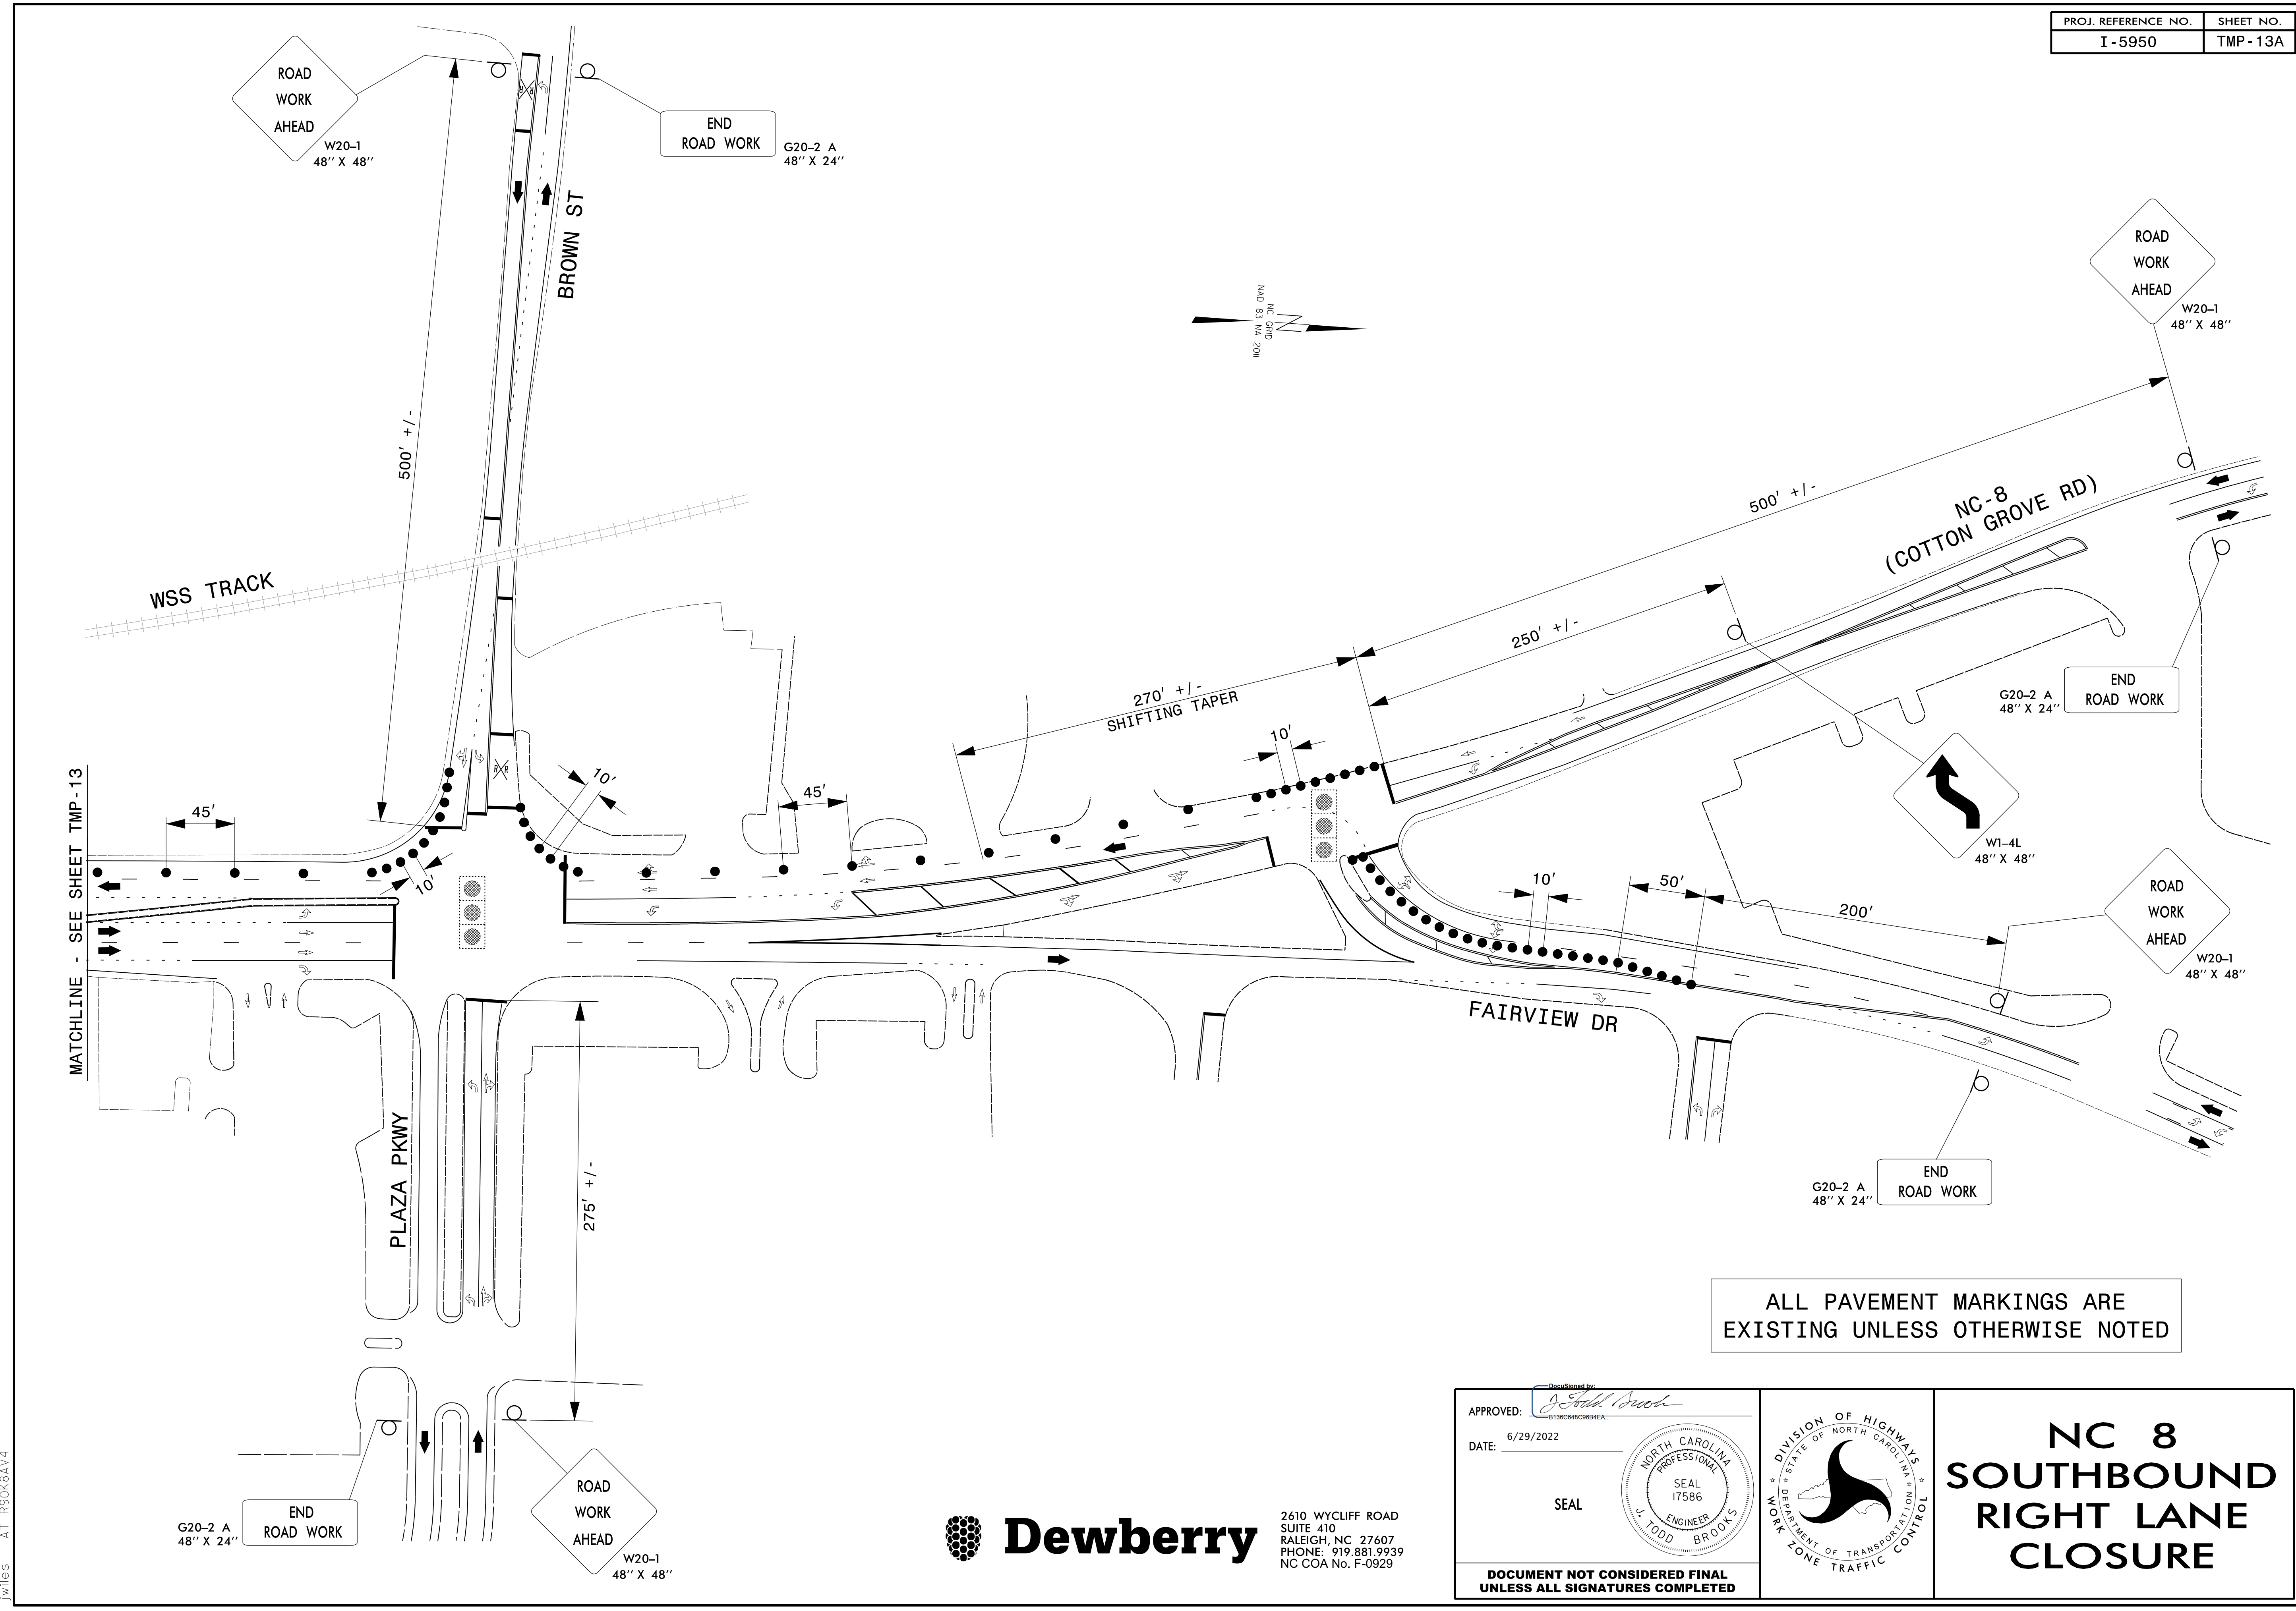 PROJ. REFERENCE NO.
SHEET NO.
I-5950
TMP-13A
ROAD
WORK
AHEAD
W20-1
48'' X 48''
END
ROAD WORK
G20-2 A
48'' X 24''
BROWN ST
500' +/-
WSS TRACK
NC GRID
NAD 83 NA 2011
ROAD
WORK
AHEAD
W20-1
48'' X 48''
500' +/-
NC-8
(COTTON GROVE RD)
250' +/-
270' +/-
SHIFTING TAPER
10'
END
ROAD WORK
G20-2 A
48'' X 24''
W1-4L
48'' X 48''
MATCHLINE - SEE SHEET TMP-13
45'
10'
R R
R R
10'
45'
10'
50'
200'
ROAD
WORK
AHEAD
W20-1
48'' X 48''
FAIRVIEW DR
END
ROAD WORK
G20-2 A
48'' X 24''
PLAZA PKWY
275' +/-
END
ROAD WORK
G20-2 A
48'' X 24''
ROAD
WORK
AHEAD
W20-1
48'' X 48''
ALL PAVEMENT MARKINGS ARE
EXISTING UNLESS OTHERWISE NOTED
jwiles AT R90K8AV4
Dewberry
2610 WYCLIFF ROAD
SUITE 410
RALEIGH, NC 27607
PHONE: 919.881.9939
NC COA No. F-0929
APPROVED:
DocuSigned by:
J Todd Brooks
B136C648C96B4EA...
DATE:
6/29/2022
SEAL
NORTH CAROLINA
PROFESSIONAL
SEAL
17586
ENGINEER
J. TODD BROOKS
DOCUMENT NOT CONSIDERED FINAL
UNLESS ALL SIGNATURES COMPLETED
DIVISION OF HIGHWAYS
STATE OF NORTH CAROLINA
DEPARTMENT OF TRANSPORTATION
WORK ZONE TRAFFIC CONTROL
NC 8
SOUTHBOUND
RIGHT LANE
CLOSURE